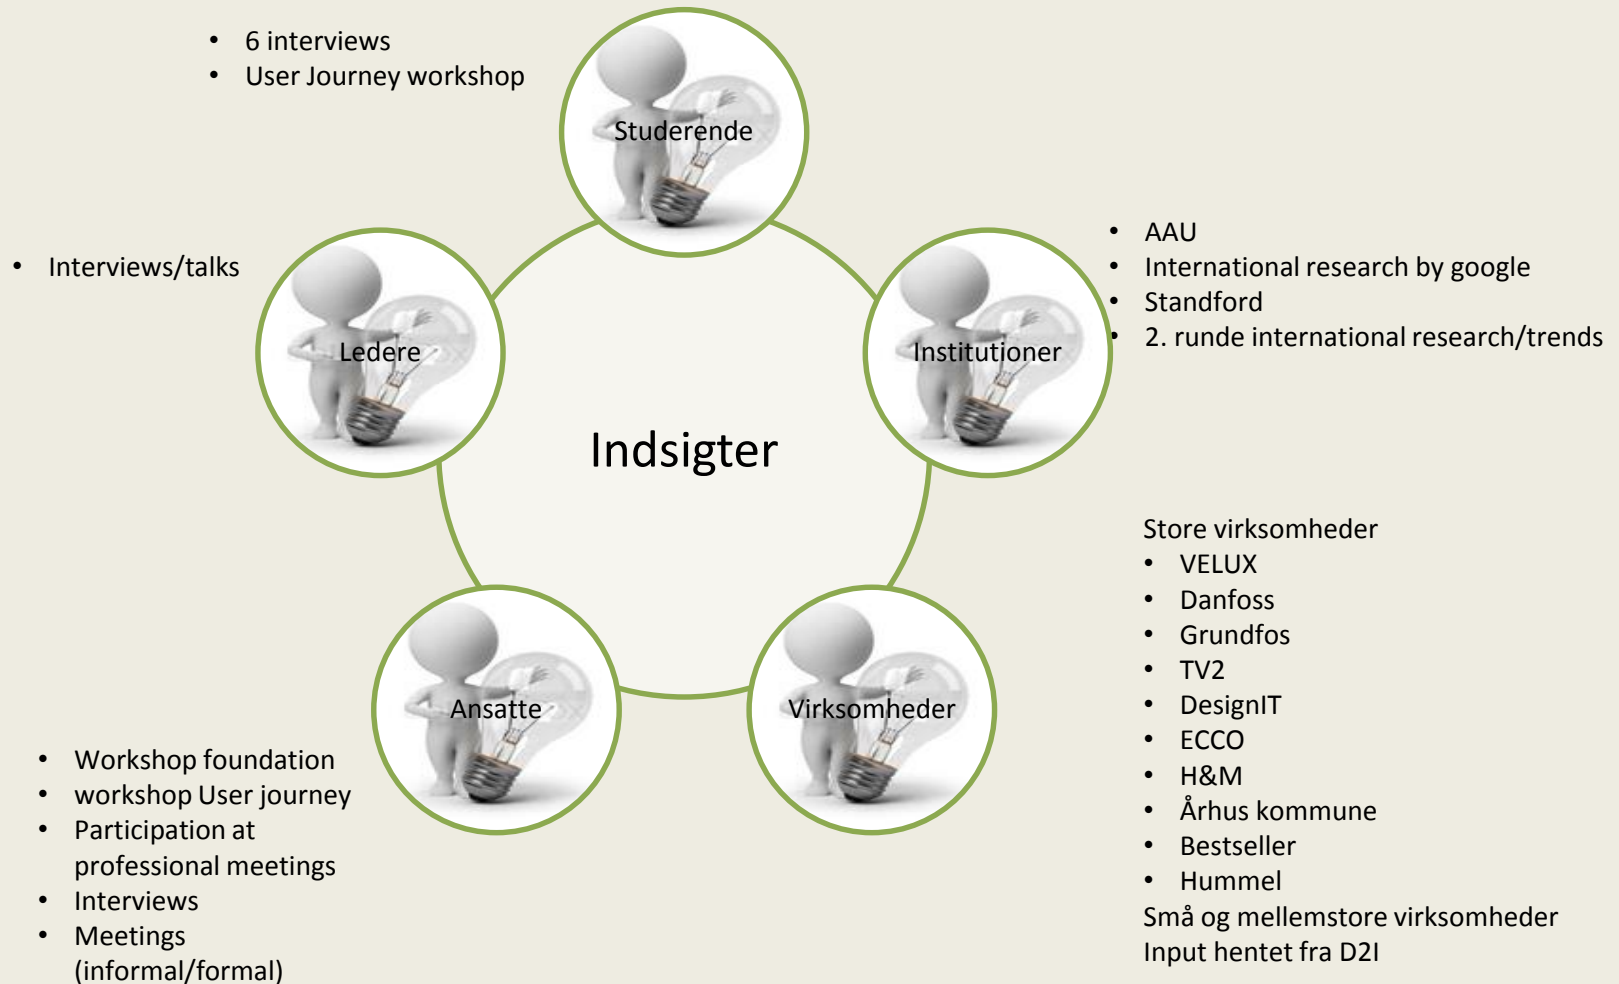 • 6 interviews
• User Journey workshop
Studerende
• Interviews/talks
Ledere
• AAU
• International research by google
• Standford
• 2. runde international research/trends
Institutioner
Indsigter
Ansatte
• Workshop foundation
• workshop User journey
• Participation at
professional meetings
• Interviews
• Meetings
(informal/formal)
Virksomheder
Store virksomheder
• VELUX
• Danfoss
• Grundfos
• TV2
• DesignIT
• ECCO
• H&M
• Århus kommune
• Bestseller
• Hummel
Små og mellemstore virksomheder
Input hentet fra D2I